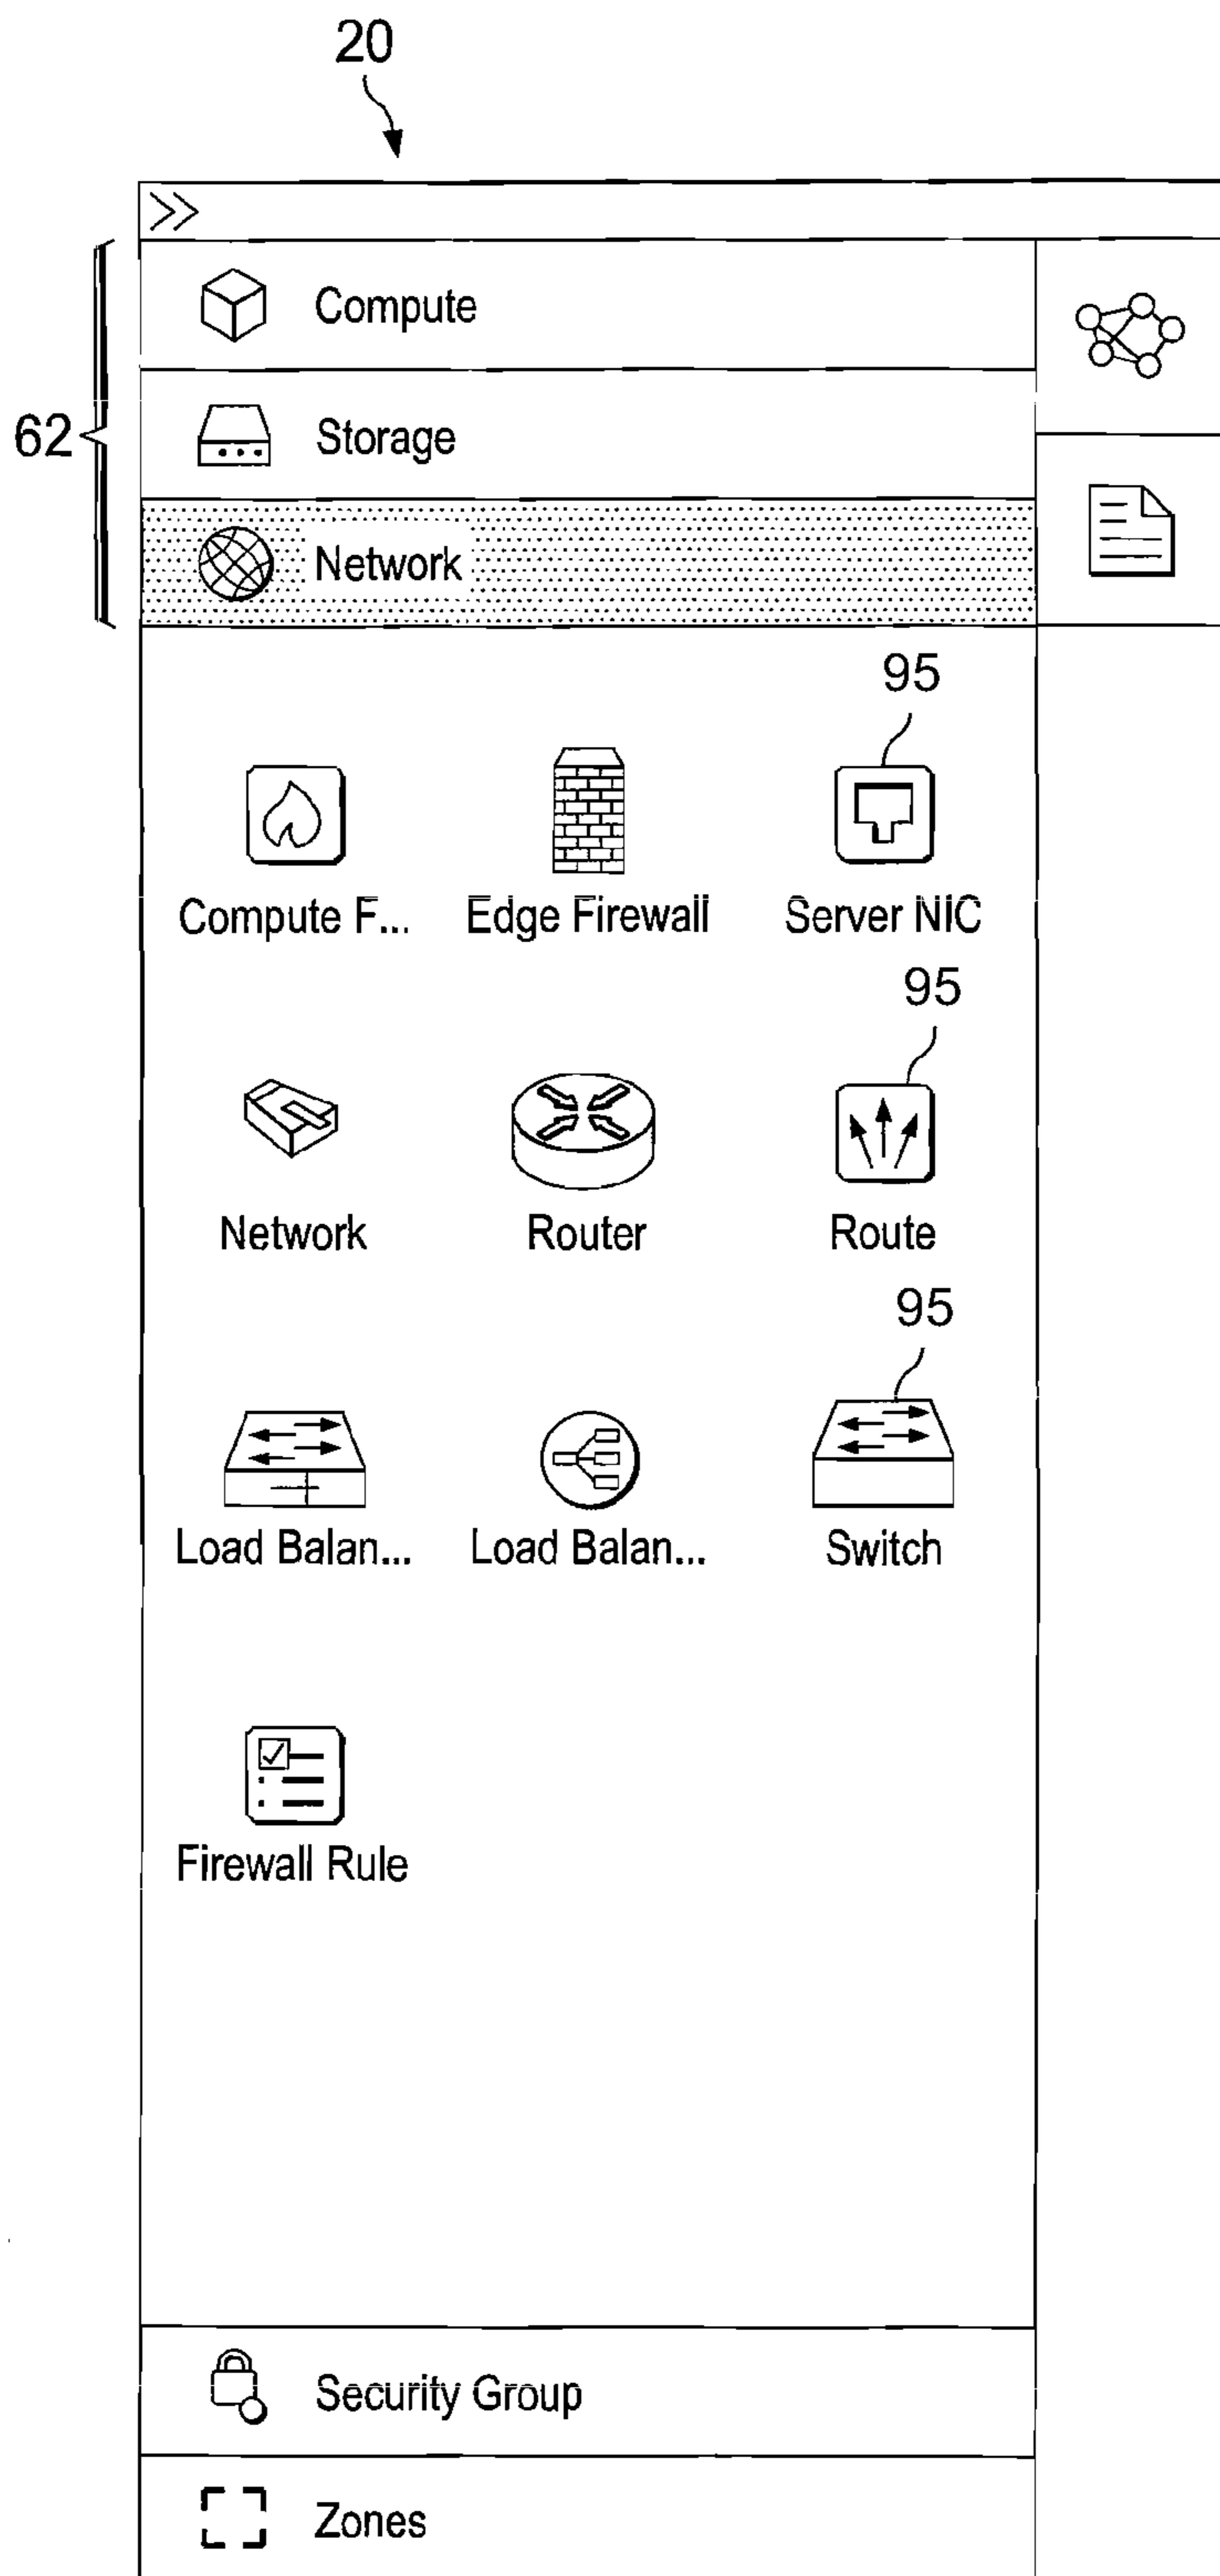 20
>>
Compute
62
Storage
Network
95
Compute F... Edge Firewall Server NIC
95
Network Router Route
95
Load Balan... Load Balan... Switch
Firewall Rule
Security Group
Zones